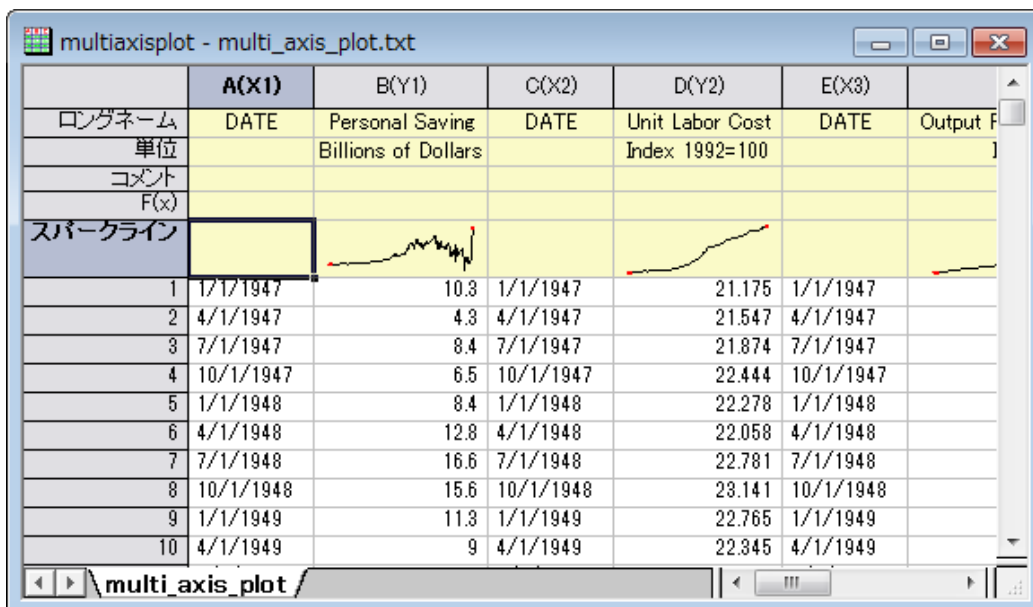 multiaxisplot - multi_axis_plot.txt
A(X1) B(Y1) C(X2) D(Y2) E(X3)
ロングネーム DATE Personal Saving DATE Unit Labor Cost DATE Output
単位 Billions of Dollars Index 1992=100
コメント
F(x)
スパークライン
1 1/1/1947 10.3 1/1/1947 21.175 1/1/1947
2 4/1/1947 4.3 4/1/1947 21.547 4/1/1947
3 7/1/1947 8.4 7/1/1947 21.874 7/1/1947
4 10/1/1947 6.5 10/1/1947 22.444 10/1/1947
5 1/1/1948 8.4 1/1/1948 22.278 1/1/1948
6 4/1/1948 12.8 4/1/1948 22.058 4/1/1948
7 7/1/1948 16.6 7/1/1948 22.781 7/1/1948
8 10/1/1948 15.6 10/1/1948 23.141 10/1/1948
9 1/1/1949 11.3 1/1/1949 22.765 1/1/1949
10 4/1/1949 9 4/1/1949 22.345 4/1/1949
multi_axis_plot